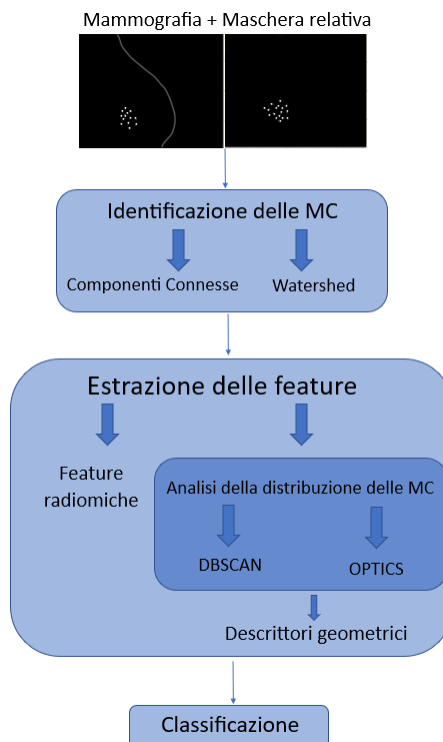 Mammografia + Maschera relativa
Identificazione delle MC
Componenti Connesse
Watershed
Estrazione delle feature
Feature
radiomiche
Analisi della distribuzione delle MC
DBSCAN
OPTICS
Descrittori geometrici
Classificazione